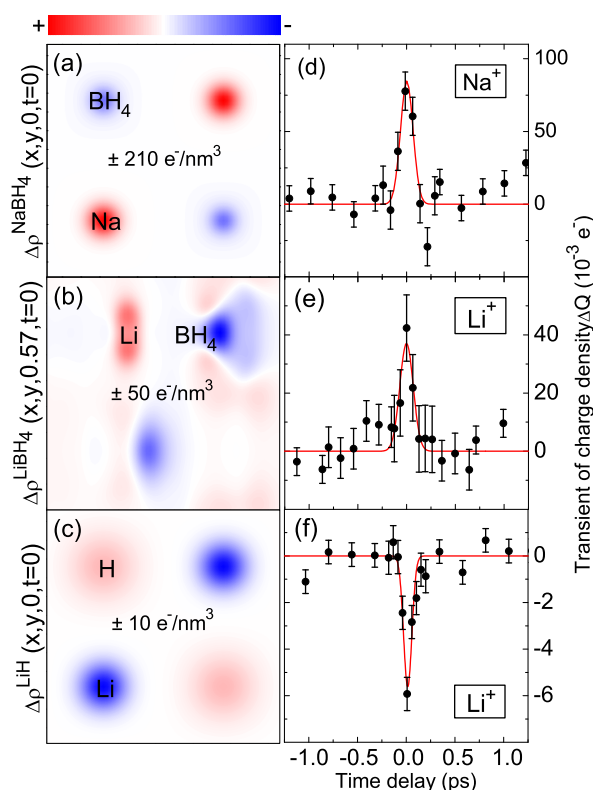 + -
(a)
BH4
± 210 e-/nm3
Na
Δρ NaBH4 (x,y,0,t=0)
(b)
Li BH4
± 50 e-/nm3
Δρ LiBH4 (x,y,0.57,t=0)
(c)
H
± 10 e-/nm3
Li
Δρ LiH (x,y,0,t=0)
(d)
Na+
100
50
0
(e)
Li+
40
20
0
(f)
Li+
0
-2
-4
-6
-1.0 -0.5 0.0 0.5 1.0
Time delay (ps)
Transient of charge densityΔQ (10-3 e-)